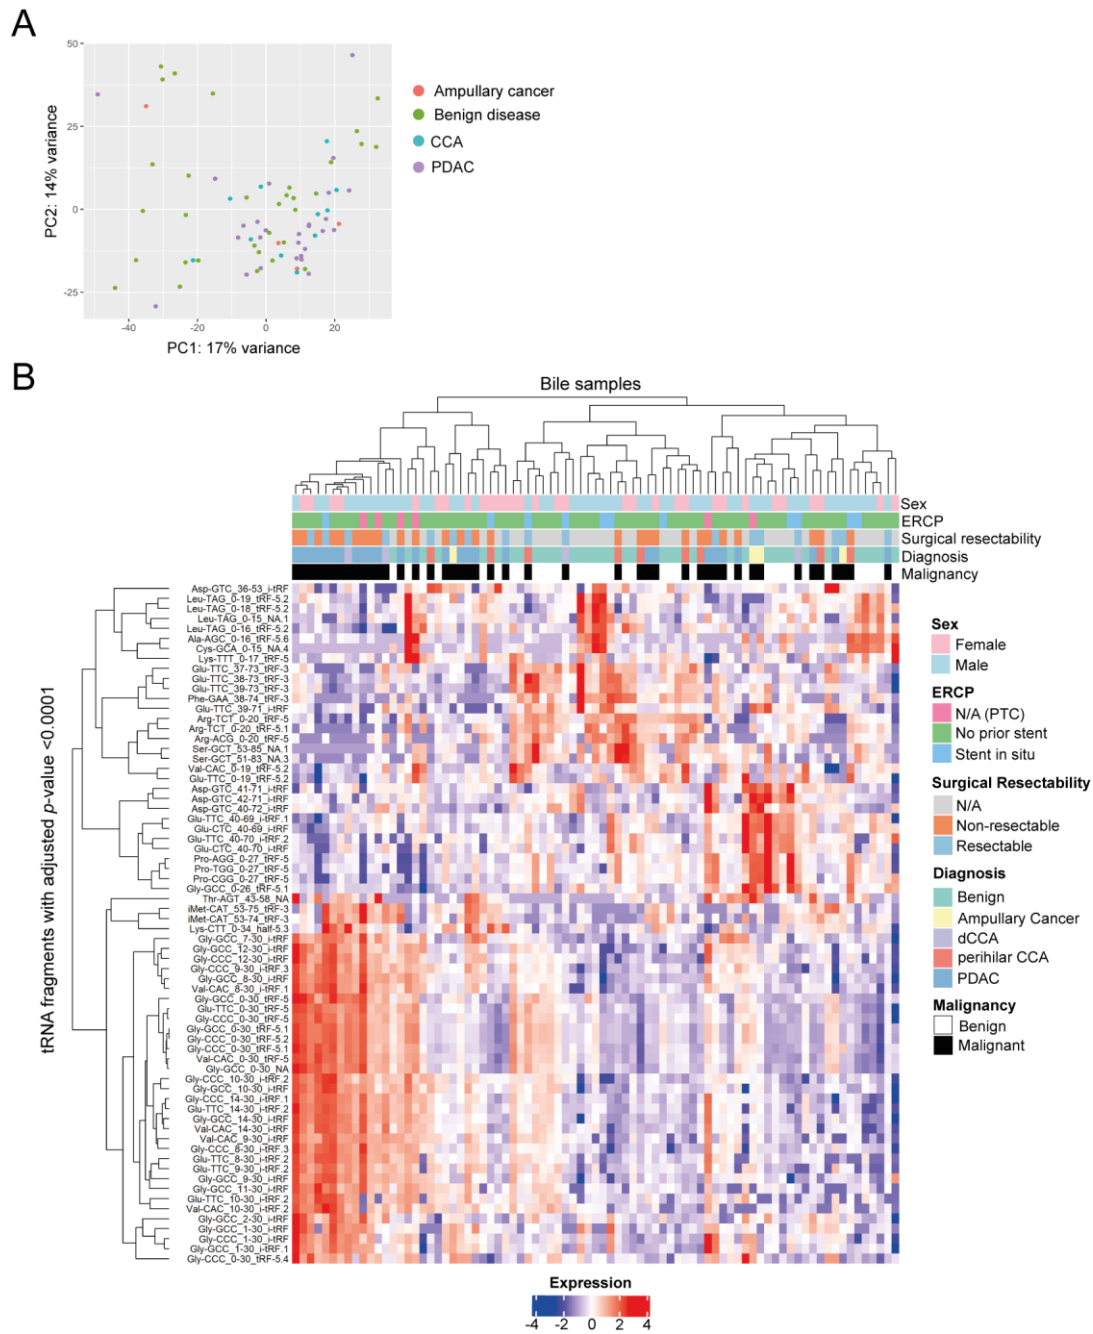 A
50
25
0
-25
-40
-20
0
20
PC2: 14% variance
PC1: 17% variance
Ampullary cancer
Benign disease
CCA
PDAC
B
Bile samples
Sex
ERCP
Surgical resectability
Diagnosis
Malignancy
tRNA fragments with adjusted p-value <0.0001
Asp-GTC_36-53_i-tRF
Leu-TAG_0-19_tRF-5.2
Leu-TAG_0-18_tRF-5.2
Leu-TAG_0-15_NA.1
Leu-TAG_0-16_tRF-5.2
Ala-AGC_0-16_tRF-5.6
Cys-GCA_0-15_NA.4
Lys-TTT_0-17_tRF-5
Glu-TTC_37-73_tRF-3
Glu-TTC_38-73_tRF-3
Glu-TTC_39-73_tRF-3
Phe-GAA_38-74_tRF-3
Glu-TTC_39-71_i-tRF
Arg-TCT_0-20_tRF-5
Arg-TCT_0-20_tRF-5.1
Arg-ACG_0-20_tRF-5
Ser-GCT_53-85_NA.1
Ser-GCT_51-83_NA.3
Val-CAC_0-19_tRF-5.2
Glu-TTC_0-19_tRF-5.2
Asp-GTC_41-71_i-tRF
Asp-GTC_42-71_i-tRF
Asp-GTC_40-72_i-tRF
Glu-TTC_40-69_i-tRF.1
Glu-CTC_40-69_i-tRF
Glu-TTC_40-70_i-tRF.2
Glu-CTC_40-70_i-tRF
Pro-AGG_0-27_tRF-5
Pro-TGG_0-27_tRF-5
Pro-CGG_0-27_tRF-5
Gly-GCC_0-26_tRF-5.1
Thr-AGT_43-58_NA
iMet-CAT_53-75_tRF-3
iMet-CAT_53-74_tRF-3
Lys-CTT_0-34_half-5.3
Gly-GCC_7-30_i-tRF
Gly-GCC_12-30_i-tRF
Gly-CCC_12-30_i-tRF
Gly-CCC_9-30_i-tRF.3
Gly-GCC_8-30_i-tRF
Val-CAC_8-30_i-tRF.1
Gly-GCC_0-30_tRF-5
Glu-TTC_0-30_tRF-5
Gly-CCC_0-30_tRF-5
Gly-GCC_0-30_tRF-5.1
Gly-CCC_0-30_tRF-5.2
Gly-CCC_0-30_tRF-5.1
Val-CAC_0-30_tRF-5
Gly-GCC_0-30_NA
Gly-CCC_10-30_i-tRF.2
Gly-GCC_10-30_i-tRF
Gly-CCC_14-30_i-tRF.1
Glu-TTC_14-30_i-tRF.2
Gly-GCC_14-30_i-tRF
Val-CAC_14-30_i-tRF
Val-CAC_9-30_i-tRF
Gly-CCC_8-30_i-tRF.3
Glu-TTC_8-30_i-tRF.2
Glu-TTC_9-30_i-tRF.2
Gly-GCC_9-30_i-tRF
Gly-GCC_11-30_i-tRF
Glu-TTC_10-30_i-tRF.2
Val-CAC_10-30_i-tRF.2
Gly-GCC_2-30_i-tRF
Gly-GCC_1-30_i-tRF
Gly-CCC_1-30_i-tRF
Gly-GCC_1-30_i-tRF.1
Gly-CCC_0-30_tRF-5.4
Sex
Female
Male
ERCP
N/A (PTC)
No prior stent
Stent in situ
Surgical Resectability
N/A
Non-resectable
Resectable
Diagnosis
Benign
Ampullary Cancer
dCCA
perihilar CCA
PDAC
Malignancy
Benign
Malignant
Expression
-4 -2 0 2 4